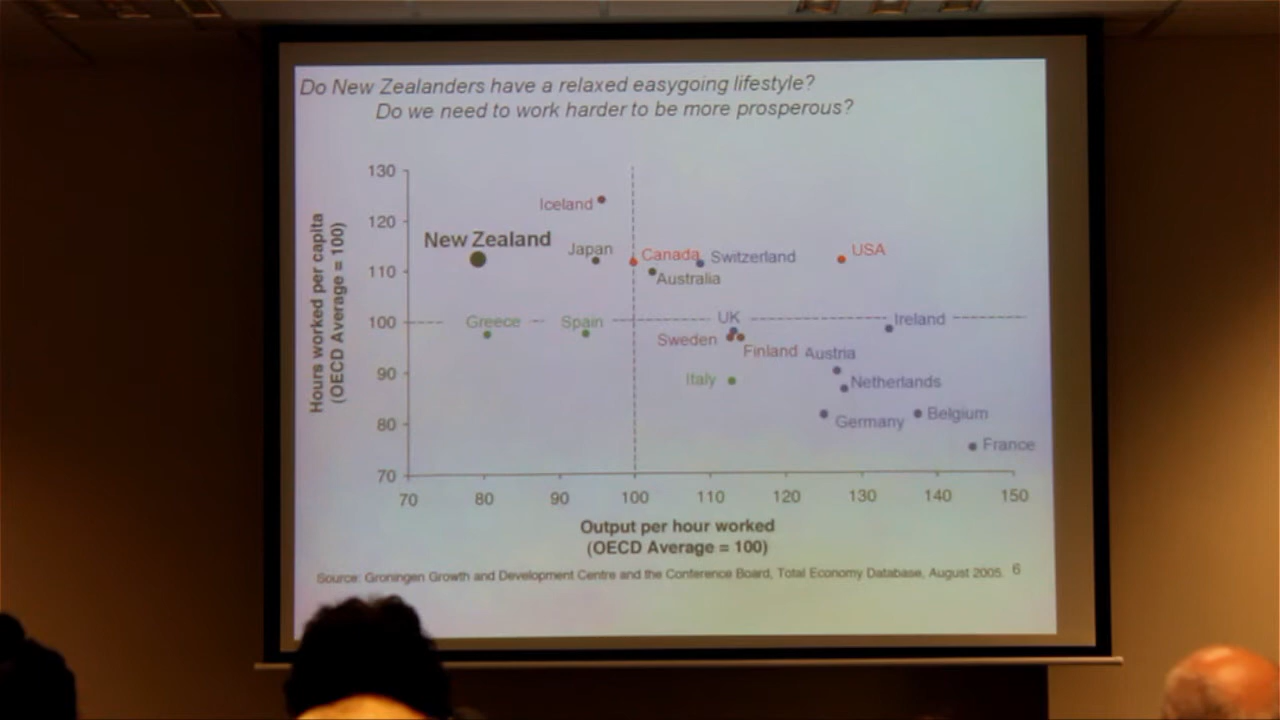 Do New Zealanders have a relaxed easygoing lifestyle?
Do we need to work harder to be more prosperous?
Hours worked per capita
(OECD Average = 100)
130
120
110
100
90
80
70
Iceland
New Zealand
Japan
Canada
Switzerland
USA
Australia
Greece
Spain
UK
Ireland
Sweden
Finland
Austria
Italy
Netherlands
Germany
Belgium
France
70 80 90 100 110 120 130 140 150
Output per hour worked
(OECD Average = 100)
Source: Groningen Growth and Development Centre and the Conference Board, Total Economy Database, August 2005. 6